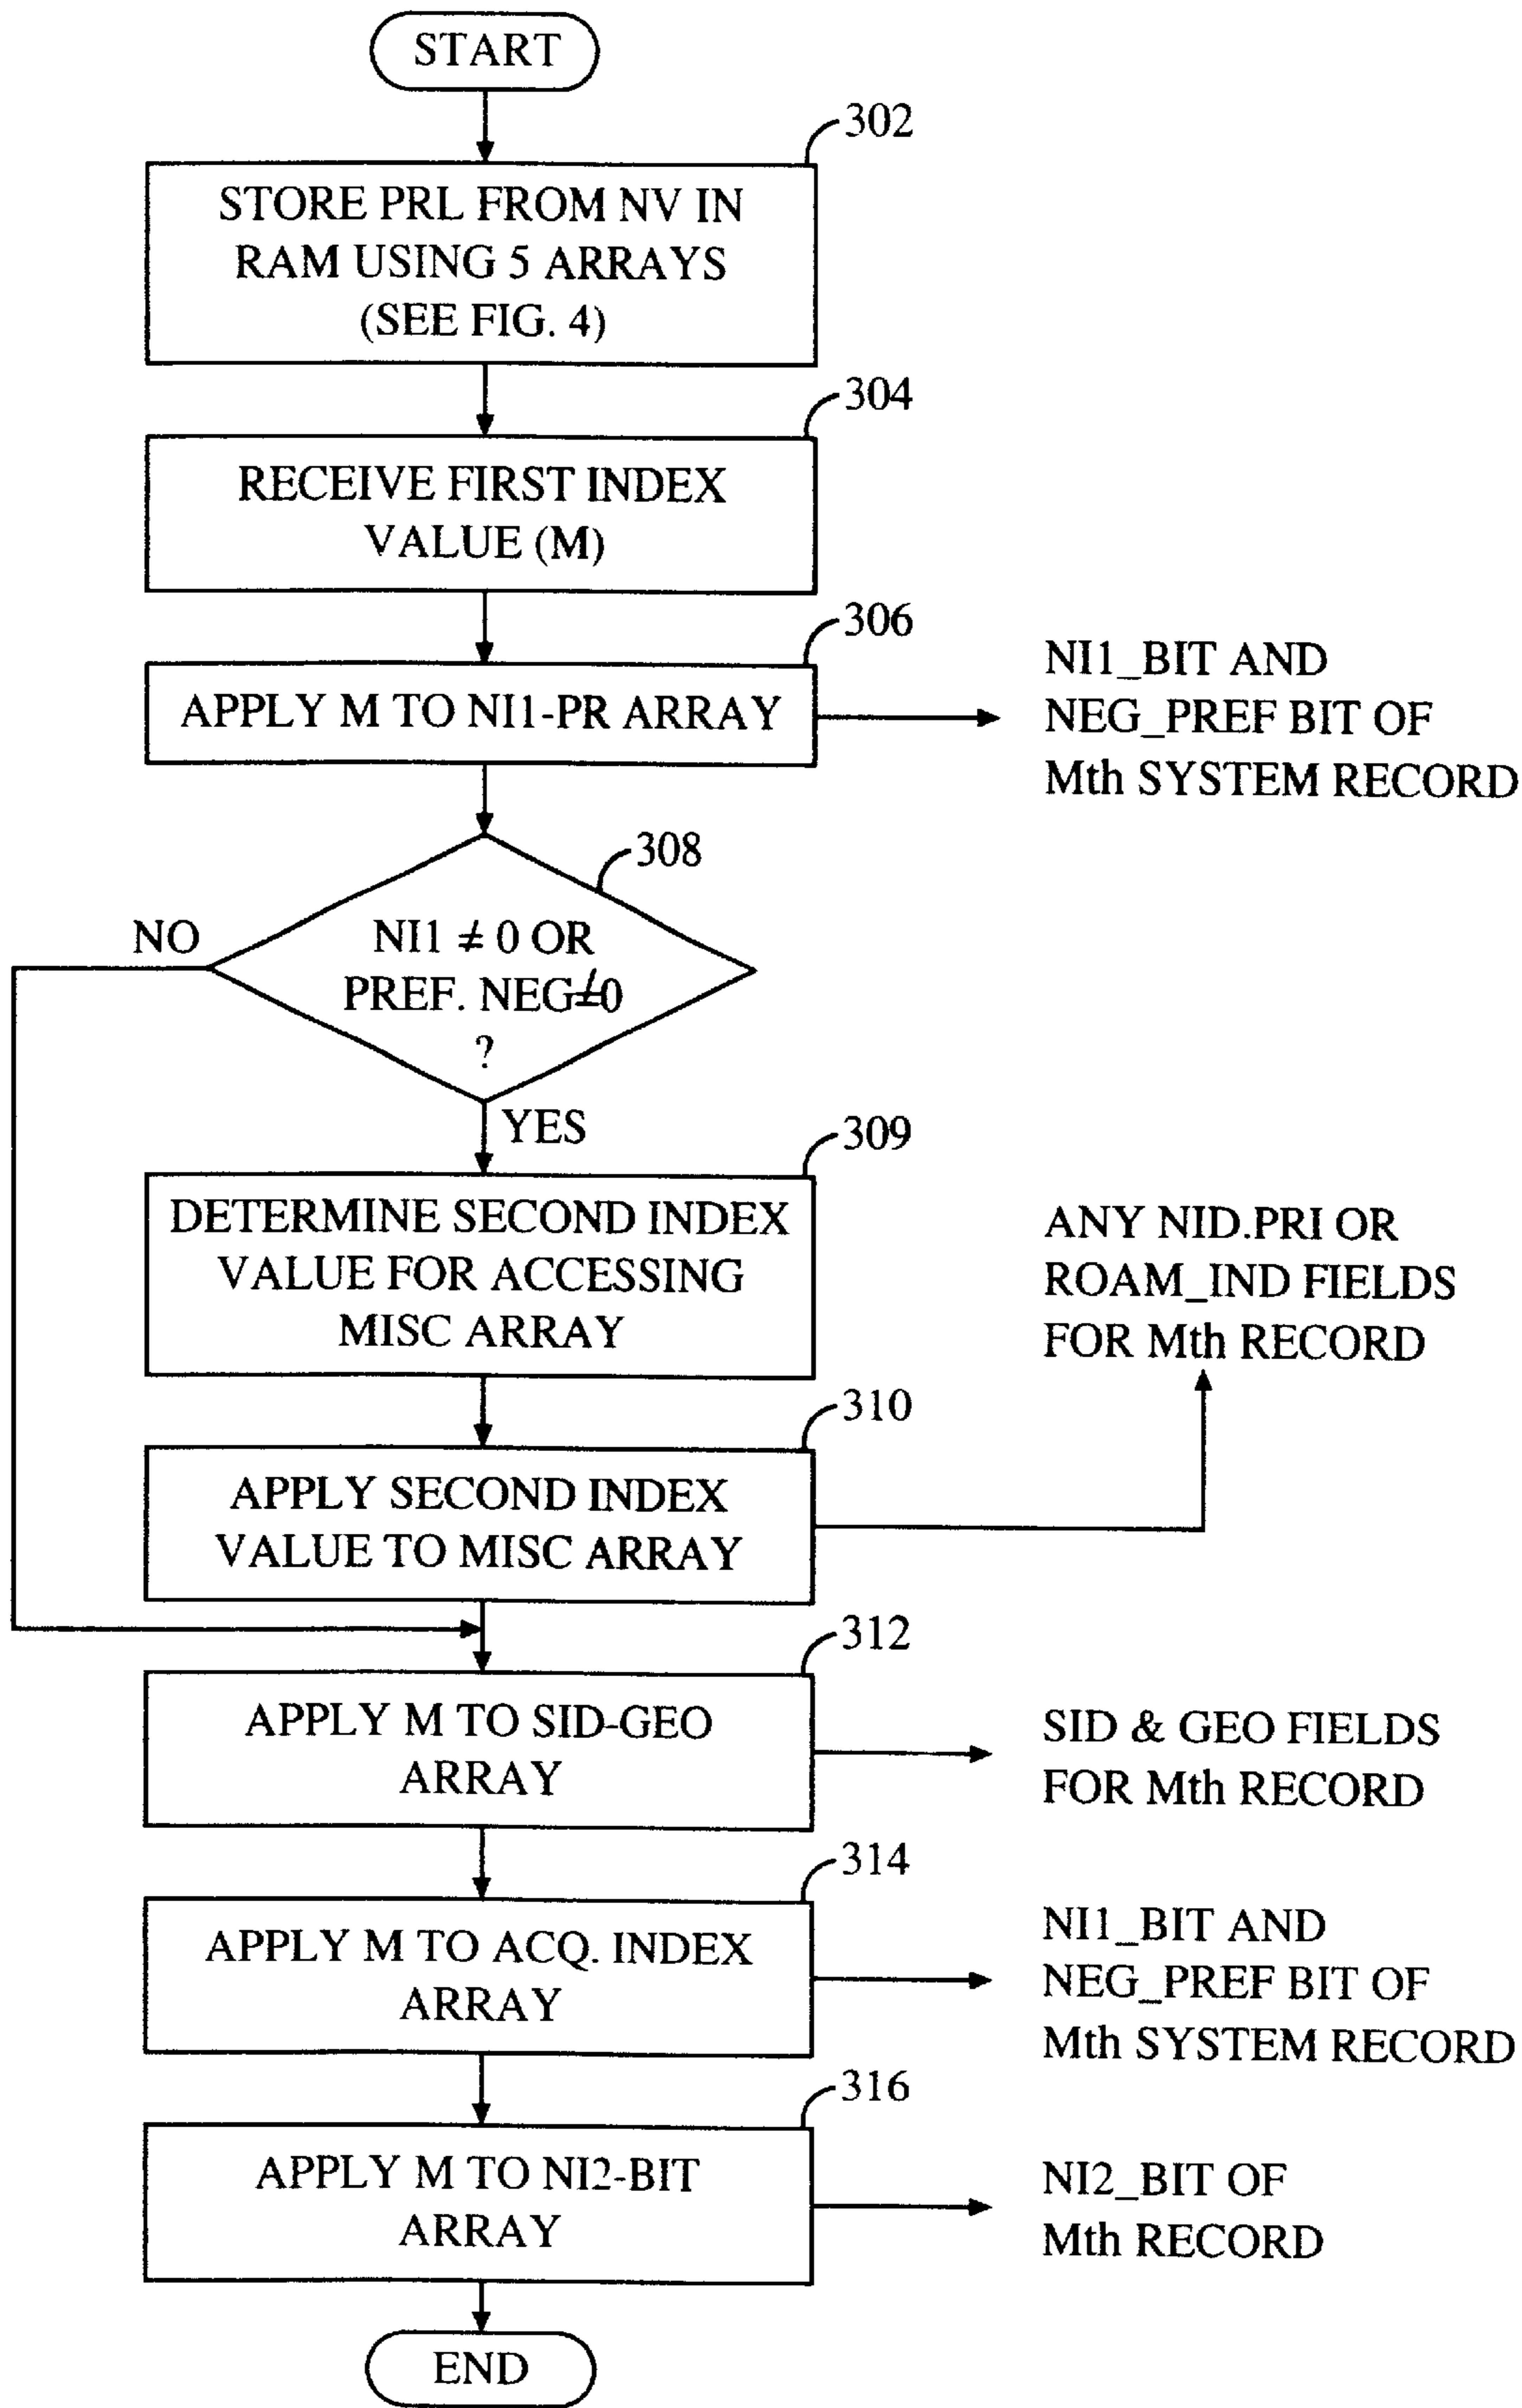 START
302
STORE PRL FROM NV IN
RAM USING 5 ARRAYS
(SEE FIG. 4)
304
RECEIVE FIRST INDEX
VALUE (M)
306
APPLY M TO NI1-PR ARRAY
NI1_BIT AND
NEG_PREF BIT OF
Mth SYSTEM RECORD
308
NO
NI1 ≠ 0 OR
PREF. NEG≠0
?
YES
309
DETERMINE SECOND INDEX
VALUE FOR ACCESSING
MISC ARRAY
ANY NID.PRI OR
ROAM_IND FIELDS
FOR Mth RECORD
310
APPLY SECOND INDEX
VALUE TO MISC ARRAY
312
APPLY M TO SID-GEO
ARRAY
SID & GEO FIELDS
FOR Mth RECORD
314
APPLY M TO ACQ. INDEX
ARRAY
NI1_BIT AND
NEG_PREF BIT OF
Mth SYSTEM RECORD
316
APPLY M TO NI2-BIT
ARRAY
NI2_BIT OF
Mth RECORD
END